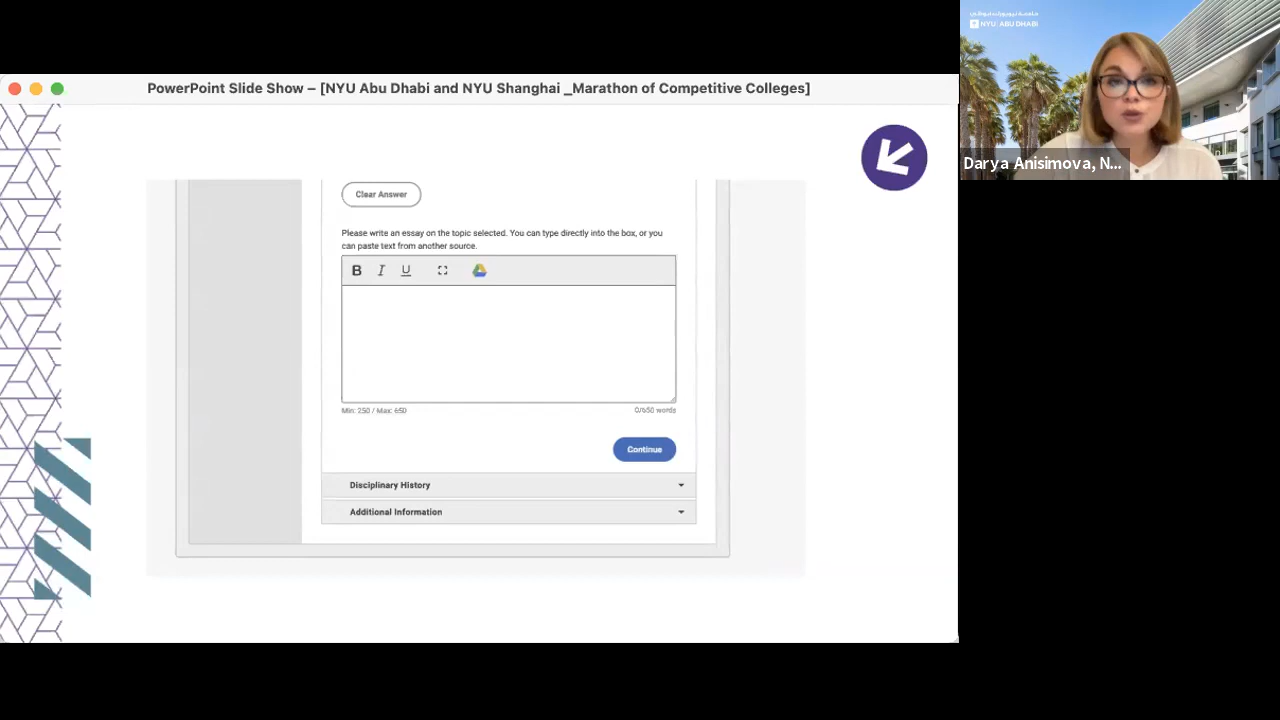 PowerPoint Slide Show – [NYU Abu Dhabi and NYU Shanghai _Marathon of Competitive Colleges]
Clear Answer
Please write an essay on the topic selected. You can type directly into the box, or you
can paste text from another source.
B I U
Min: 250 / Max: 650
0/650 words
Continue
Disciplinary History
Additional Information
NYU ABU DHABI
Darya Anisimova, N...